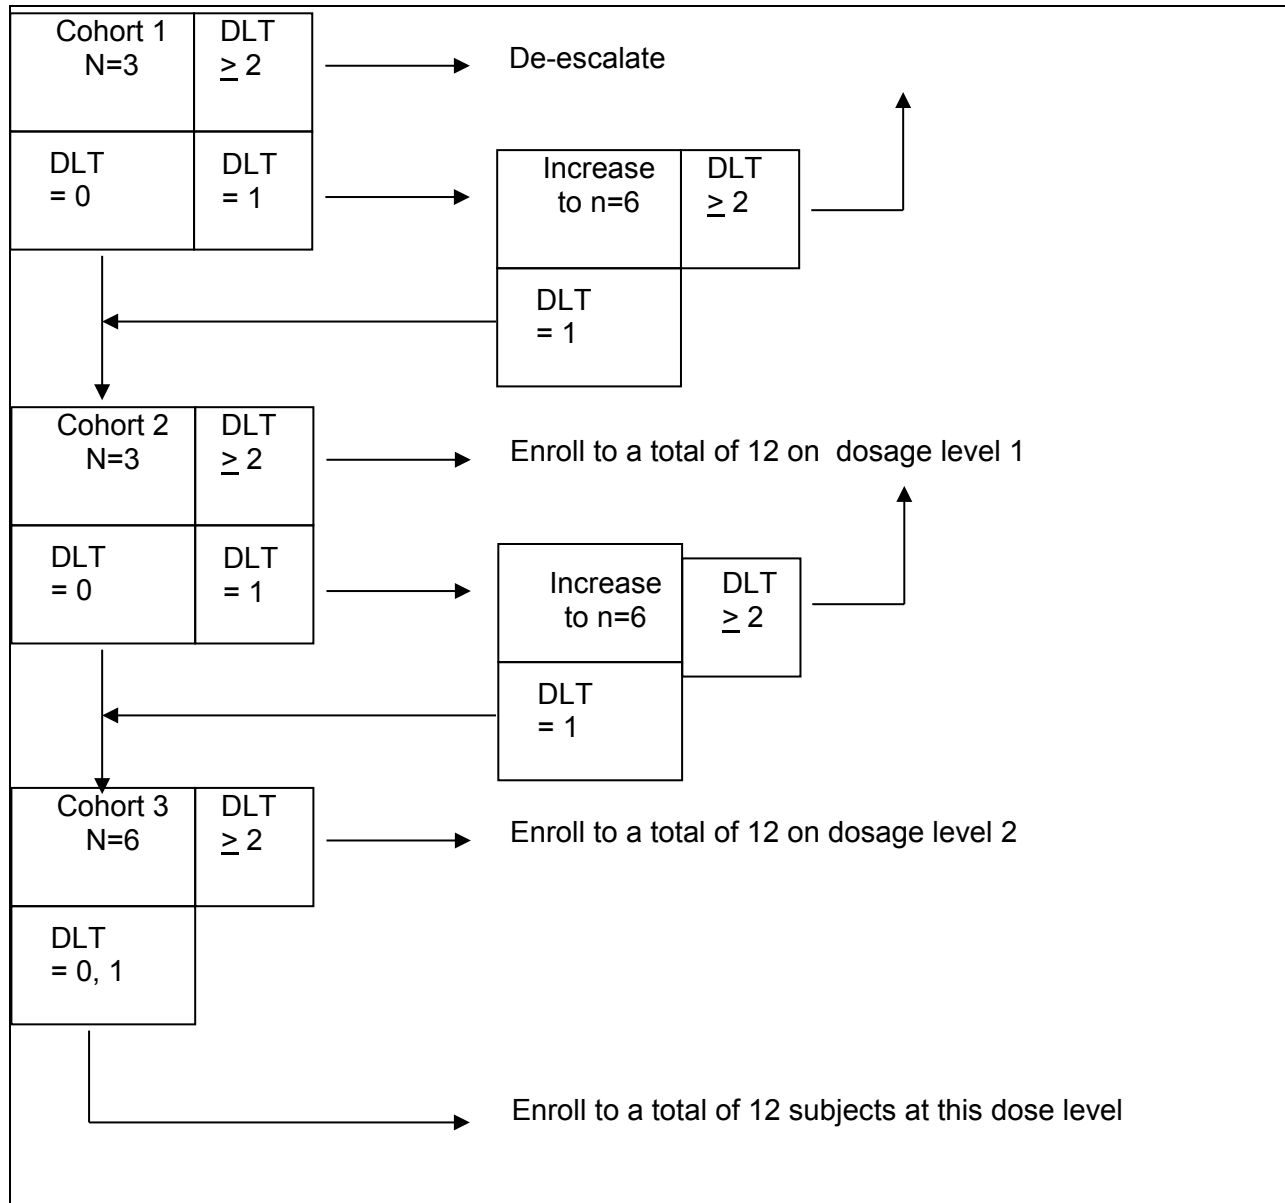 Cohort 1
N=3
DLT
≥ 2
De-escalate
DLT
= 0
DLT
= 1
Increase
to n=6
DLT
≥ 2
DLT
= 1
Cohort 2
N=3
DLT
≥ 2
Enroll to a total of 12 on  dosage level 1
DLT
= 0
DLT
= 1
Increase
to n=6
DLT
≥ 2
DLT
= 1
Cohort 3
N=6
DLT
≥ 2
Enroll to a total of 12 on dosage level 2
DLT
= 0, 1
Enroll to a total of 12 subjects at this dose level